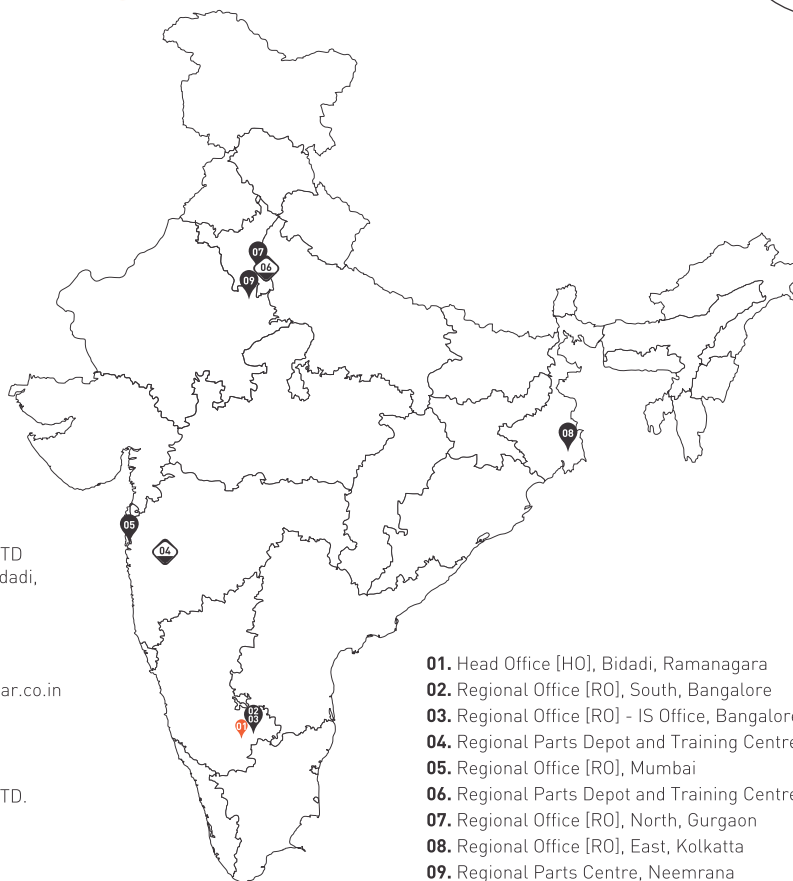 07
06
09
08
05
04
02
03
01
TD
dadi,
ar.co.in
TD.
01. Head Office [HO], Bidadi, Ramanagara
02. Regional Office [RO], South, Bangalore
03. Regional Office [RO] - IS Office, Bangalore
04. Regional Parts Depot and Training Centre
05. Regional Office [RO], Mumbai
06. Regional Parts Depot and Training Centre
07. Regional Office [RO], North, Gurgaon
08. Regional Office [RO], East, Kolkatta
09. Regional Parts Centre, Neemrana